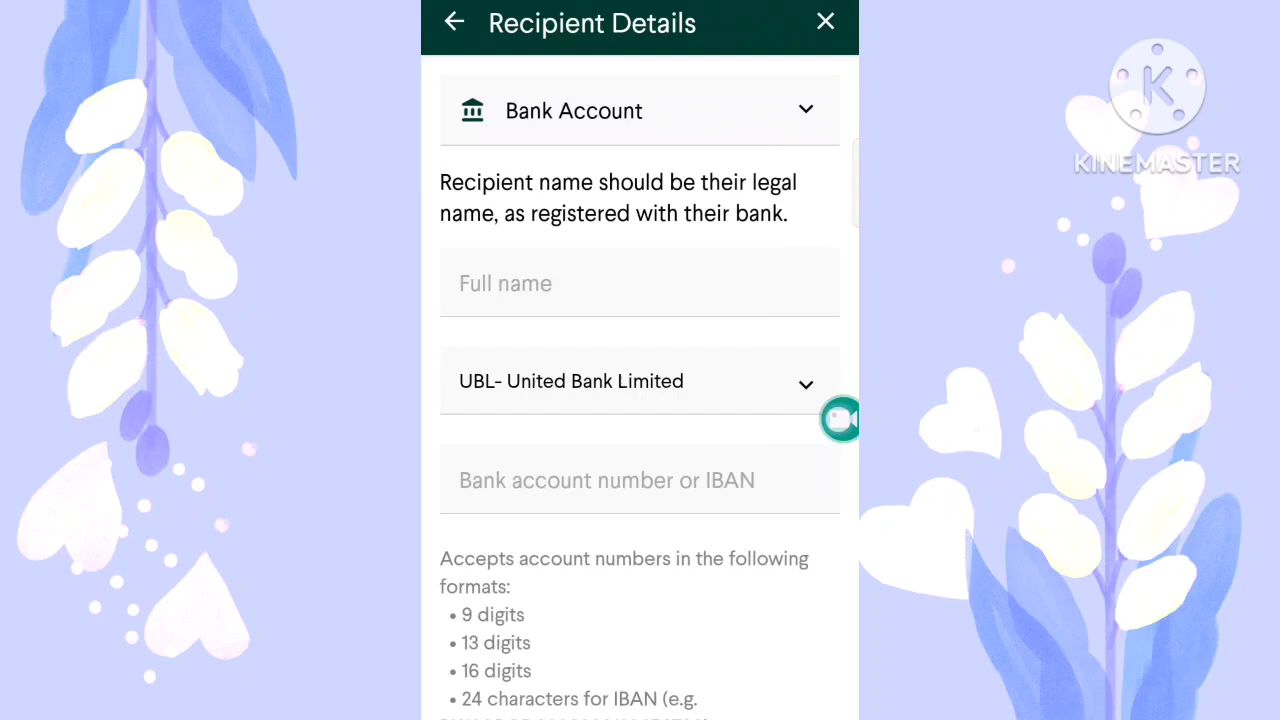 Recipient Details
Bank Account
Recipient name should be their legal
name, as registered with their bank.
Full name
UBL- United Bank Limited
Bank account number or IBAN
Accepts account numbers in the following
formats:
• 9 digits
• 13 digits
• 16 digits
• 24 characters for IBAN (e.g.
K
KINEMASTER